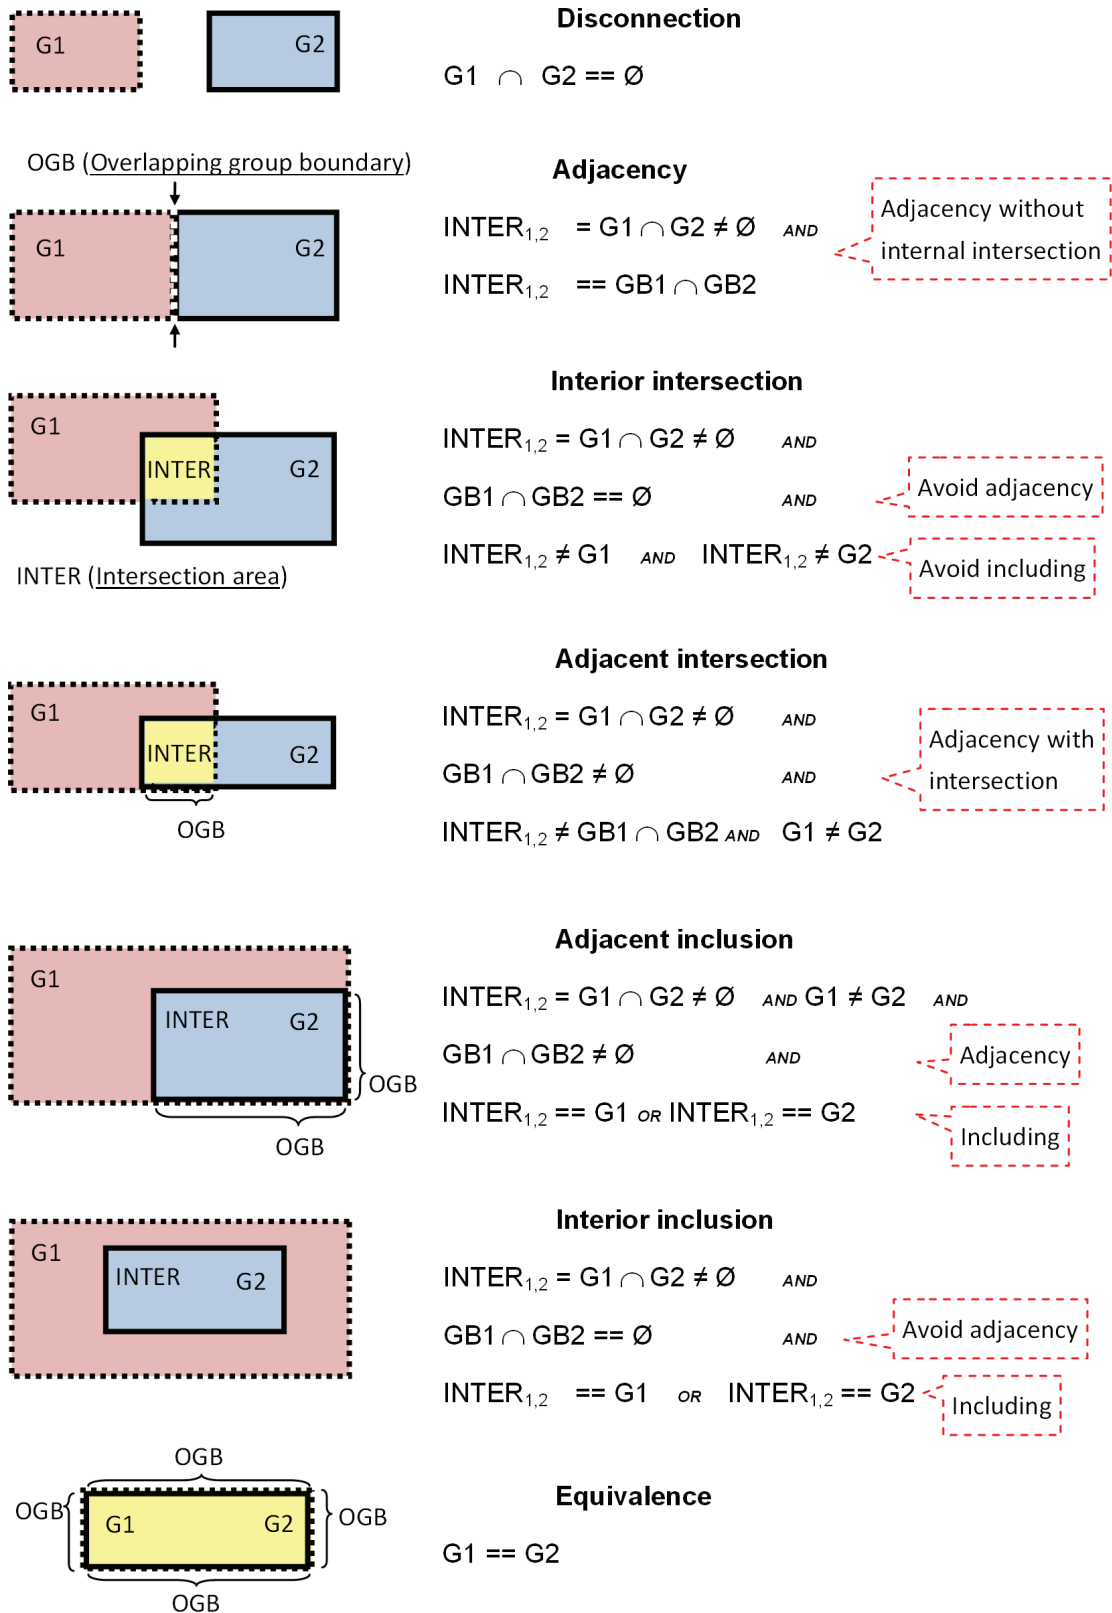 G1 G2 Disconnection
G1 ∩ G2 == Ø
OGB (Overlapping group boundary)
Adjacency
G1 G2
INTER1,2 = G1 ∩ G2 ≠ Ø AND
INTER1,2 == GB1 ∩ GB2
Adjacency without
internal intersection
Interior intersection
G1
INTER G2
INTER1,2 = G1 ∩ G2 ≠ Ø AND
GB1 ∩ GB2 == Ø AND
Avoid adjacency
INTER1,2 ≠ G1 AND INTER1,2 ≠ G2
Avoid including
INTER (Intersection area)
Adjacent intersection
G1
INTER G2
OGB
INTER1,2 = G1 ∩ G2 ≠ Ø AND
GB1 ∩ GB2 ≠ Ø AND
INTER1,2 ≠ GB1 ∩ GB2 AND G1 ≠ G2
Adjacency with
intersection
Adjacent inclusion
G1
INTER G2
OGB
OGB
INTER1,2 = G1 ∩ G2 ≠ Ø AND G1 ≠ G2 AND
GB1 ∩ GB2 ≠ Ø AND
Adjacency
INTER1,2 == G1 OR INTER1,2 == G2
Including
Interior inclusion
G1
INTER G2
INTER1,2 = G1 ∩ G2 ≠ Ø AND
GB1 ∩ GB2 == Ø AND
Avoid adjacency
INTER1,2 == G1 OR INTER1,2 == G2
Including
OGB
OGB G1 G2 OGB
OGB
Equivalence
G1 == G2